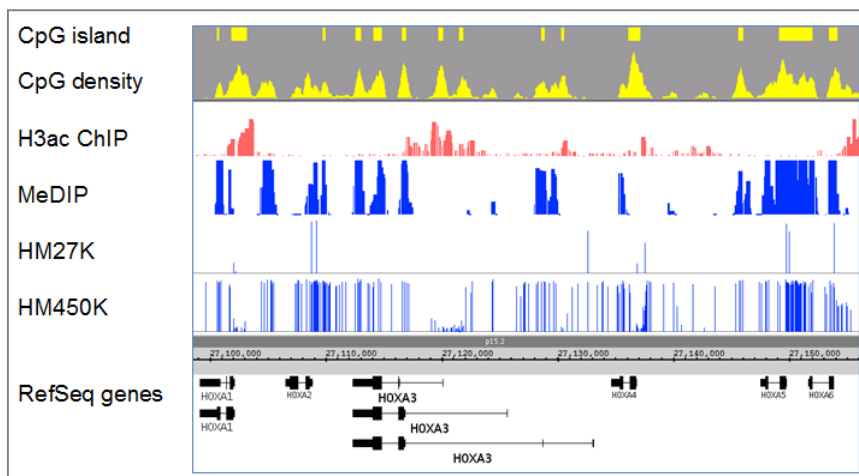 CpG island
CpG density
H3ac ChIP
MeDIP
HM27K
HM450K
p15.2
27,100,000 27,110,000 27,120,000 27,130,000 27,140,000 27,150,000
RefSeq genes
HOXA1 HOXA2 HOXA3 HOXA4 HOXA5 HOXA6
HOXA1 HOXA3
HOXA3